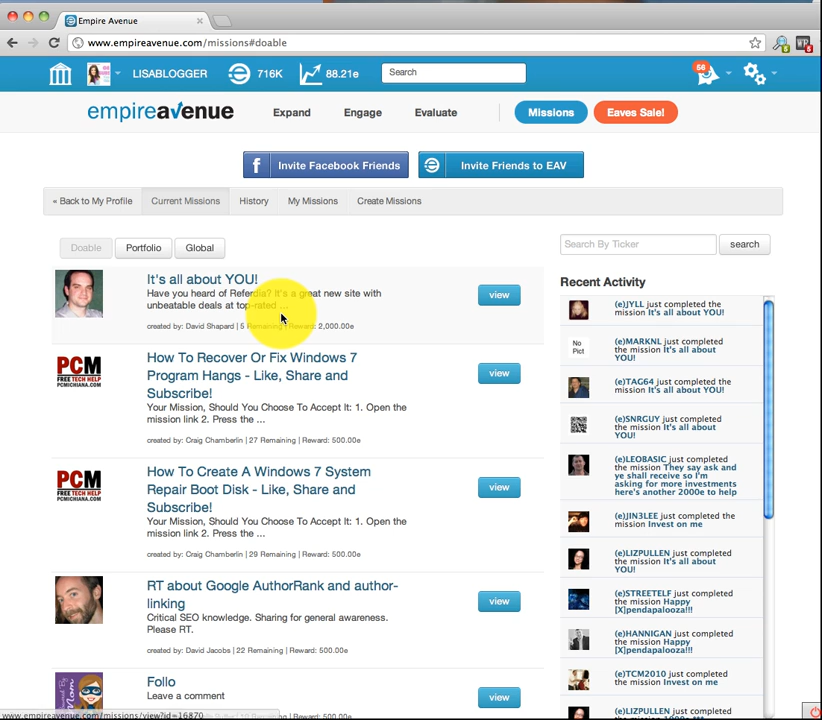 Empire Avenue
www.empireavenue.com/missions#doable
LISABLOGGER
716K
88.21e
Search
56
empireavenue
Expand
Engage
Evaluate
Missions
Eaves Sale!
Invite Facebook Friends
Invite Friends to EAV
« Back to My Profile
Current Missions
History
My Missions
Create Missions
Doable
Portfolio
Global
It's all about YOU!
Have you heard of Referdia? It's a great new site with
unbeatable deals at top-rated ...
created by: David Shapard | 5 Remaining | Reward: 2,000.00e
view
PCM
FREE TECH HELP
PCMICHIANA.COM
How To Recover Or Fix Windows 7
Program Hangs - Like, Share and
Subscribe!
Your Mission, Should You Choose To Accept It: 1. Open the
mission link 2. Press the ...
created by: Craig Chamberlin | 27 Remaining | Reward: 500.00e
view
PCM
FREE TECH HELP
PCMICHIANA.COM
How To Create A Windows 7 System
Repair Boot Disk - Like, Share and
Subscribe!
Your Mission, Should You Choose To Accept It: 1. Open the
mission link 2. Press the ...
created by: Craig Chamberlin | 29 Remaining | Reward: 500.00e
view
RT about Google AuthorRank and author-
linking
Critical SEO knowledge. Sharing for general awareness.
Please RT.
created by: David Jacobs | 22 Remaining | Reward: 500.00e
view
Follo
Leave a comment
view
www.empireavenue.com/missions/view?id=16870
Search By Ticker
search
Recent Activity
(e)JYLL just completed the
mission It's all about YOU!
No
Pict
(e)MARKNL just completed
the mission It's all about
YOU!
(e)TAG64 just completed the
mission It's all about YOU!
(e)SNRGUY just completed
the mission It's all about
YOU!
(e)LEOBASIC just completed
the mission They say ask and
ye shall receive so I'm
asking for more investments
here's another 2000e to help
(e)JIN3LEE just completed the
mission Invest on me
(e)LIZPULLEN just completed
the mission It's all about
YOU!
(e)STREETELF just completed
the mission Happy
[X]pendapalooza!!!
(e)HANNIGAN just completed
the mission Happy
[X]pendapalooza!!!
(e)TCM2010 just completed
the mission Invest on me
(e)LIZPULLEN just completed